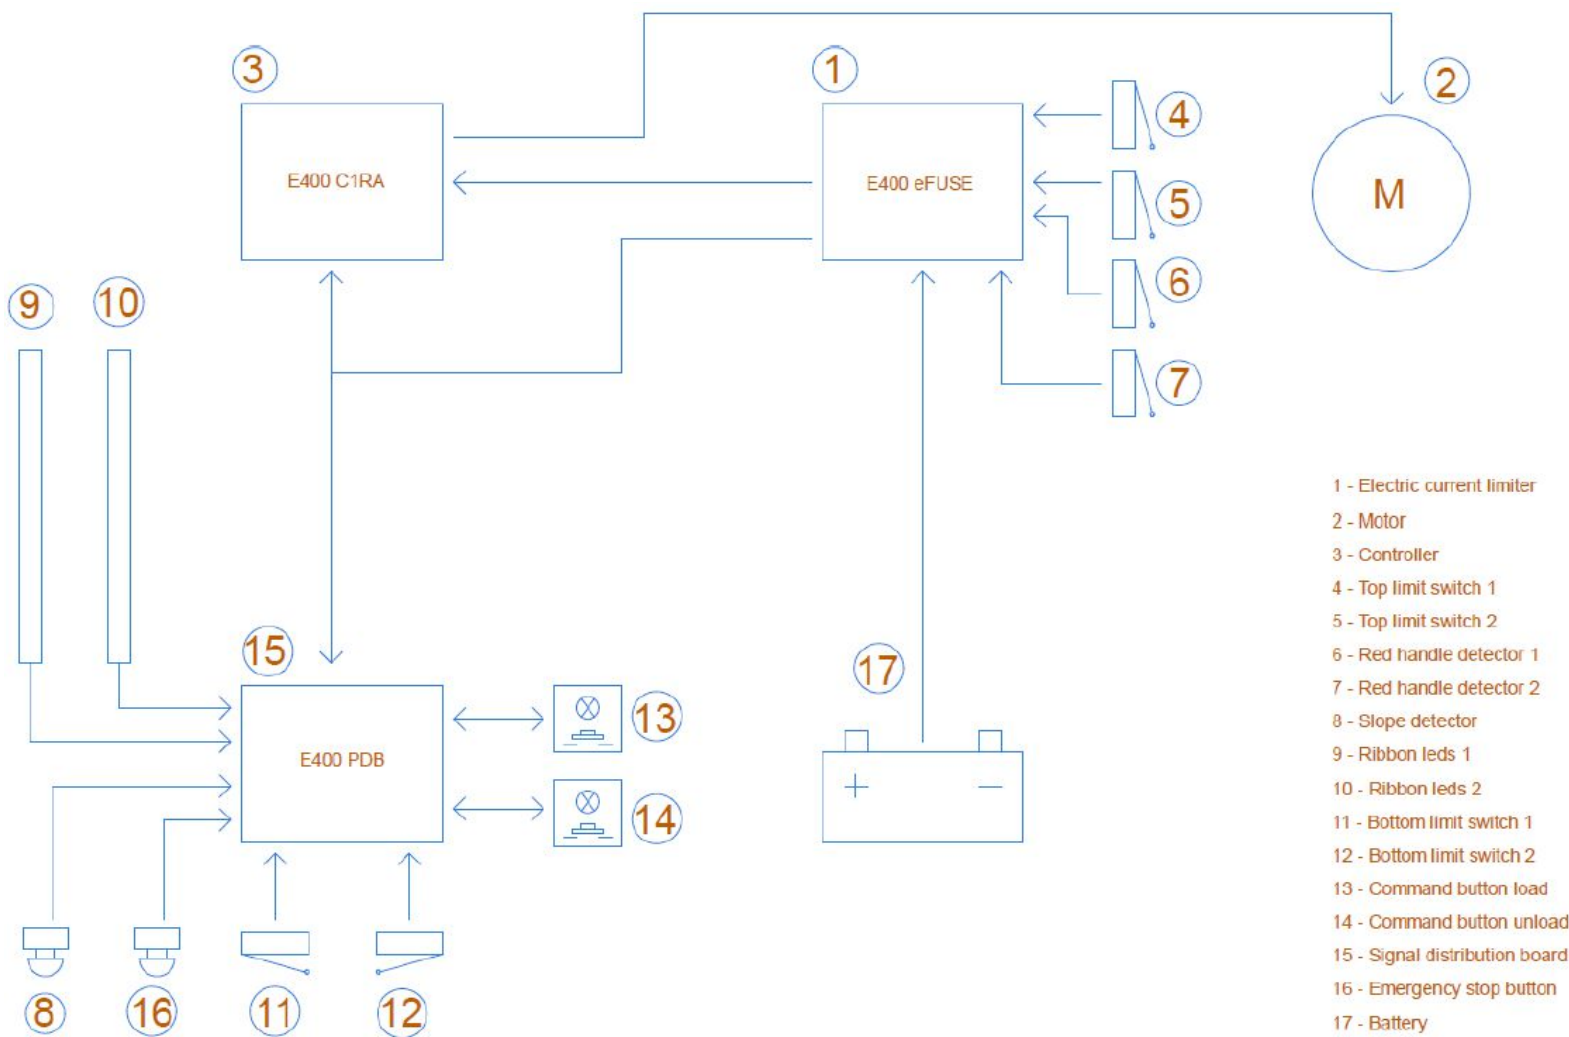 3
1
2
E400 C1RA
E400 eFUSE
4
5
6
7
M
9
10
15
E400 PDB
13
14
17
+
−
8
16
11
12
1 - Electric current limiter
2 - Motor
3 - Controller
4 - Top limit switch 1
5 - Top limit switch 2
6 - Red handle detector 1
7 - Red handle detector 2
8 - Slope detector
9 - Ribbon leds 1
10 - Ribbon leds 2
11 - Bottom limit switch 1
12 - Bottom limit switch 2
13 - Command button load
14 - Command button unload
15 - Signal distribution board
16 - Emergency stop button
17 - Battery